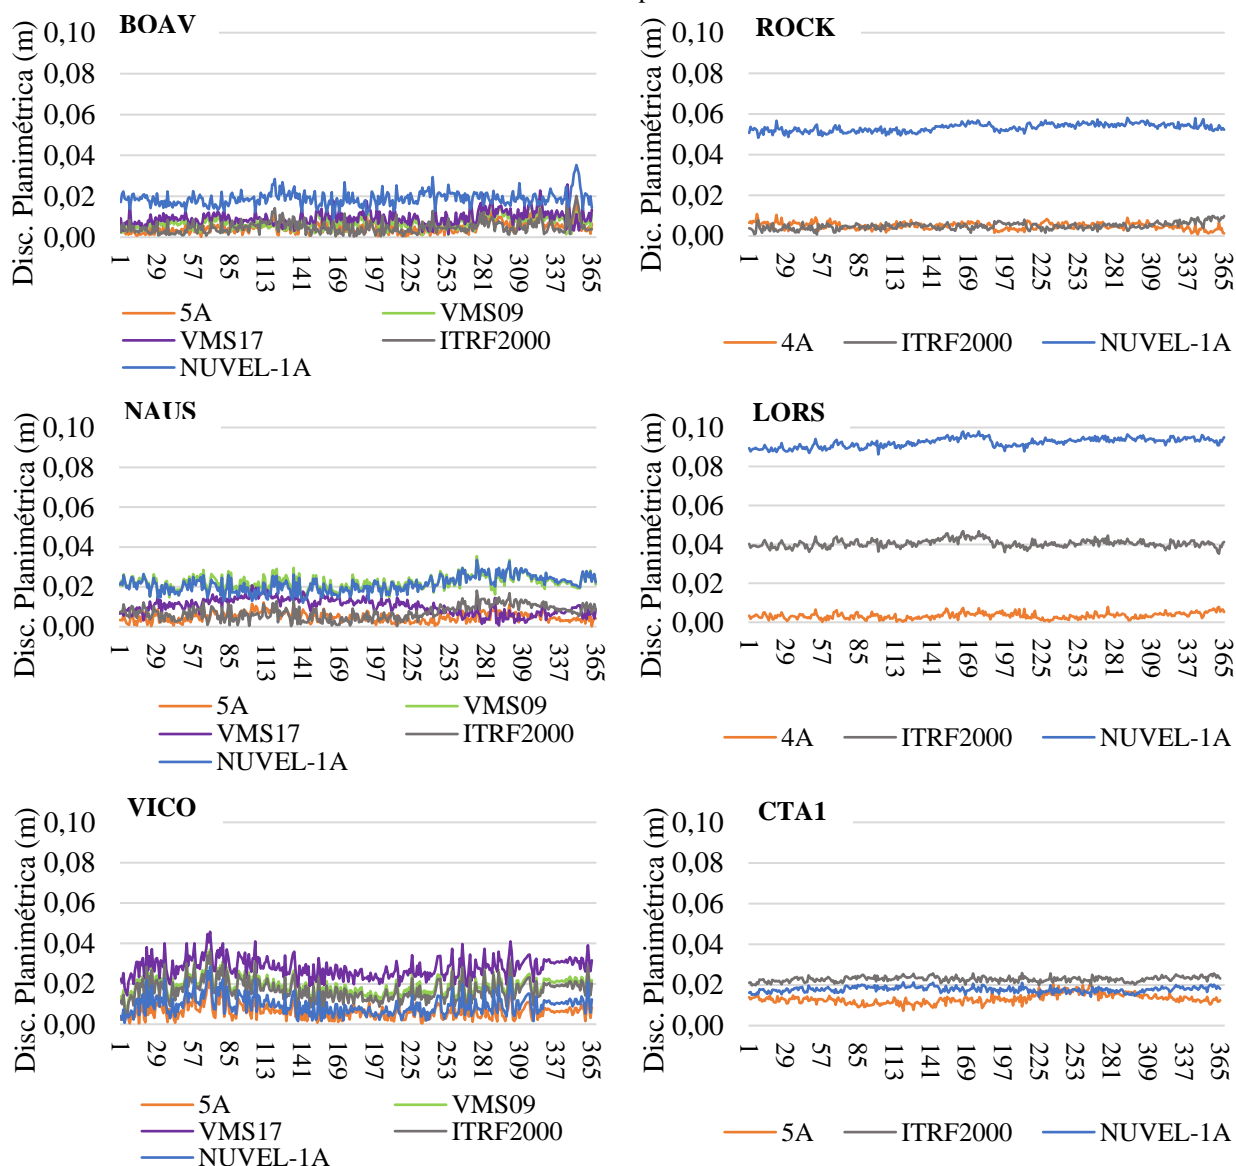 BOAV
Disc. Planimétrica (m)
0,10
0,08
0,06
0,04
0,02
0,00
1 29 57 85 113 141 169 197 225 253 281 309 337 365
5A VMS09
VMS17 ITRF2000
NUVEL-1A
ROCK
Dic. Planimétrica (m)
0,10
0,08
0,06
0,04
0,02
0,00
1 29 57 85 113 141 169 197 225 253 281 309 337 365
4A ITRF2000 NUVEL-1A
NAUS
Disc. Planimétrica (m)
0,10
0,08
0,06
0,04
0,02
0,00
1 29 57 85 113 141 169 197 225 253 281 309 337 365
5A VMS09
VMS17 ITRF2000
NUVEL-1A
LORS
Disc. Planimétrica (m)
0,10
0,08
0,06
0,04
0,02
0,00
1 29 57 85 113 141 169 197 225 253 281 309 337 365
4A ITRF2000 NUVEL-1A
VICO
Disc. Planimétrica (m)
0,10
0,08
0,06
0,04
0,02
0,00
1 29 57 85 113 141 169 197 225 253 281 309 337 365
5A VMS09
VMS17 ITRF2000
NUVEL-1A
CTA1
Disc. Planimétrica (m)
0,10
0,08
0,06
0,04
0,02
0,00
1 29 57 85 113 141 169 197 225 253 281 309 337 365
5A ITRF2000 NUVEL-1A